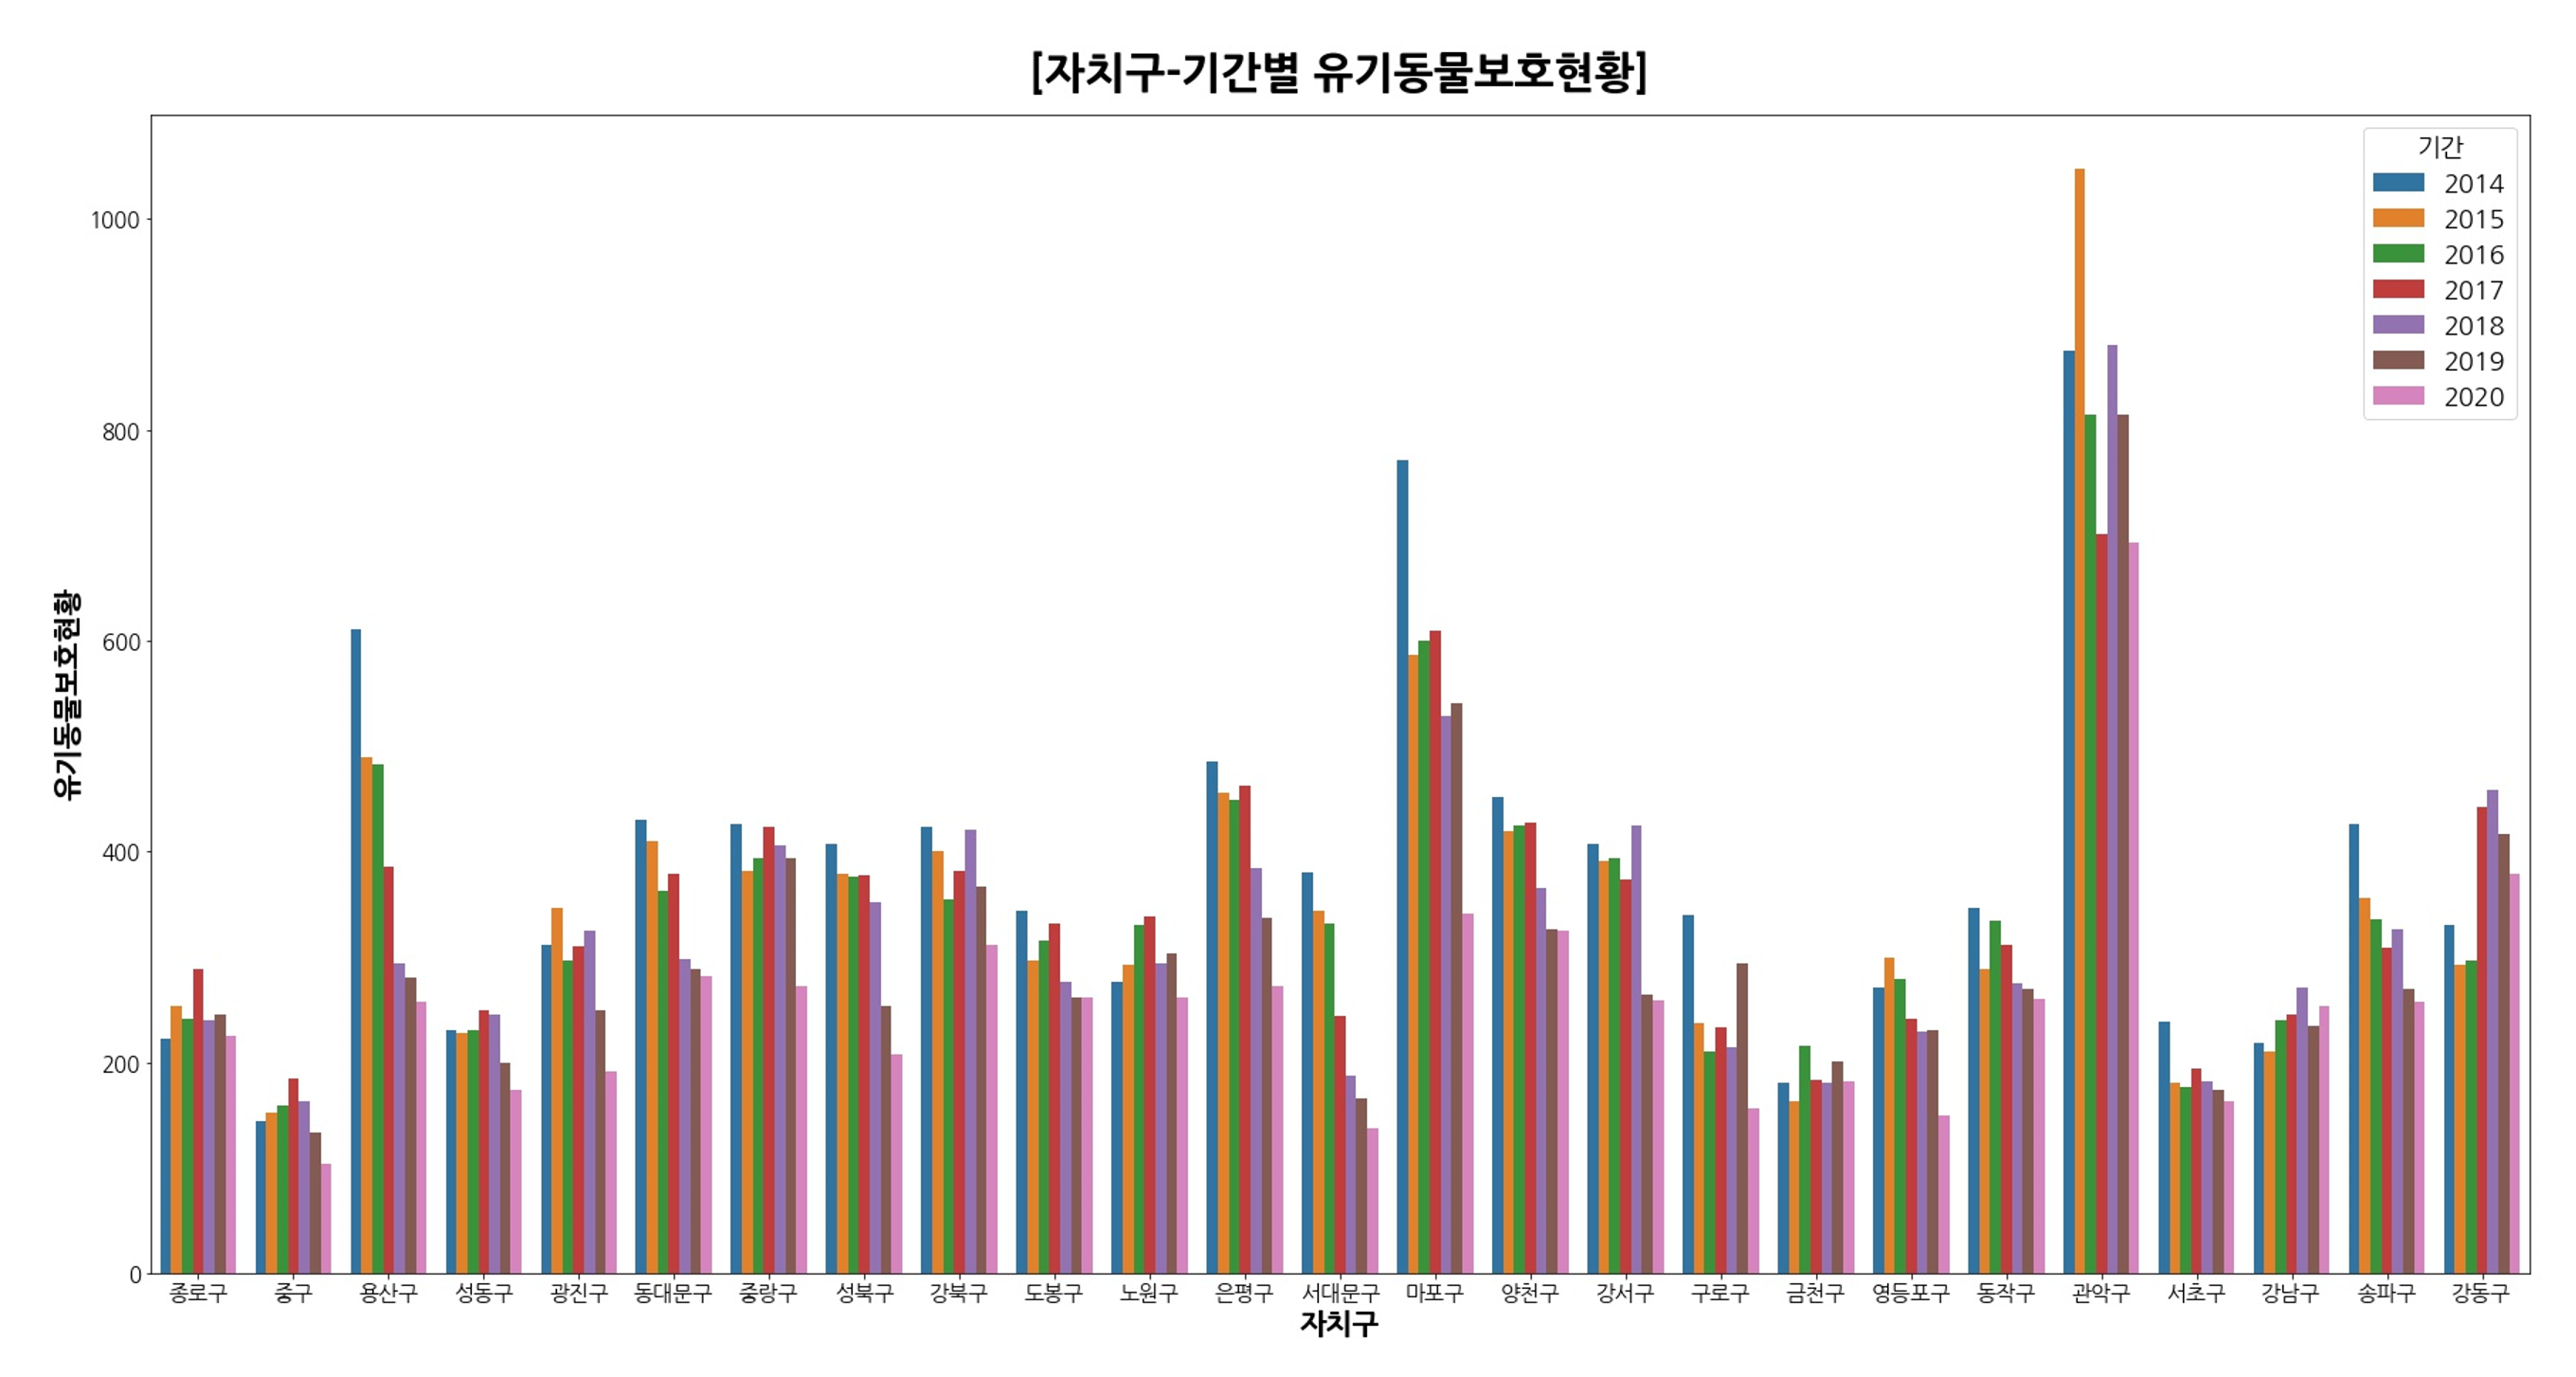 [자치구-기간별 유기동물보호현황]
기간
2014
2015
2016
2017
2018
2019
2020
1000
800
600
400
200
0
유기동물보호현황
종로구 중구 용산구 성동구 광진구 동대문구 중랑구 성북구 강북구 도봉구 노원구 은평구 서대문구 마포구 양천구 강서구 구로구 금천구 영등포구 동작구 관악구 서초구 강남구 송파구 강동구
자치구